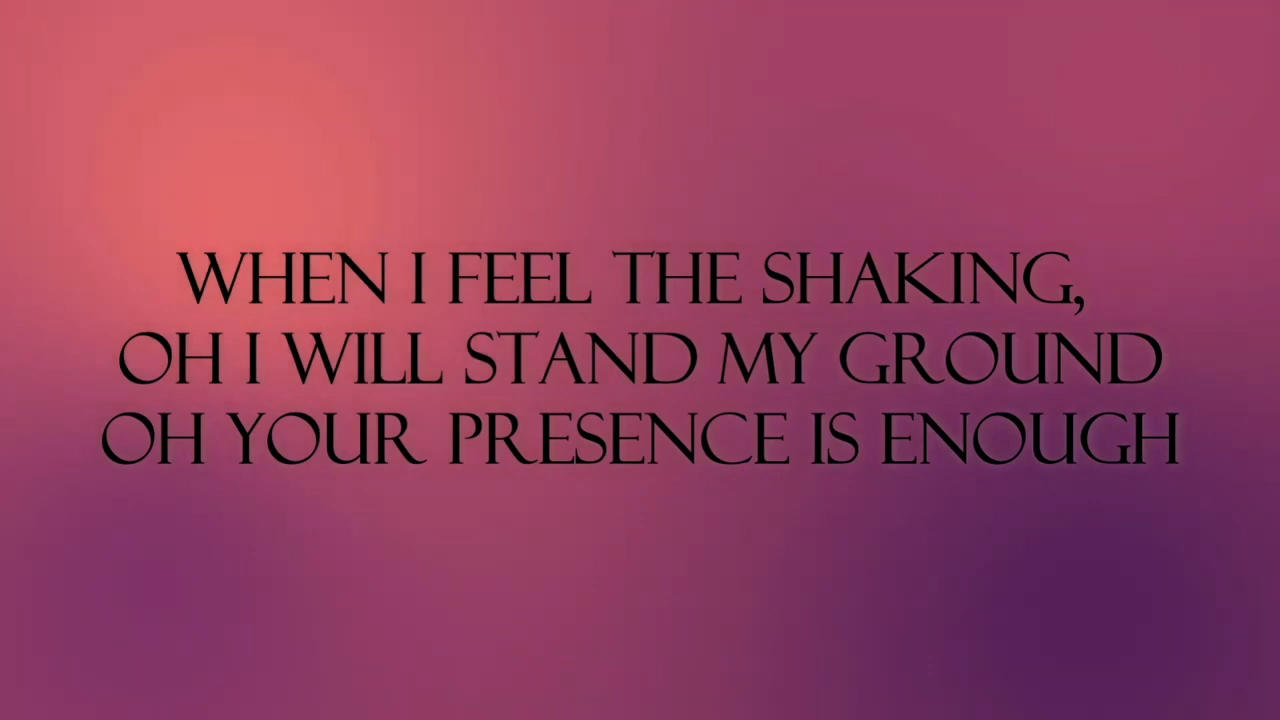 WHEN I FEEL THE SHAKING,
OH I WILL STAND MY GROUND
OH YOUR PRESENCE IS ENOUGH